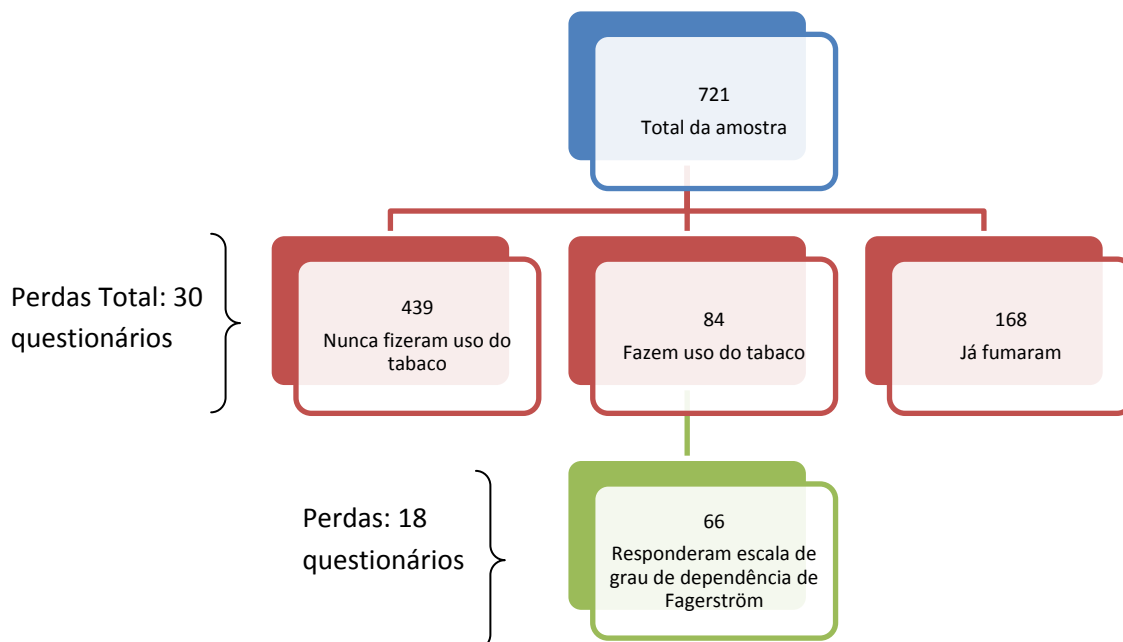 721
Total da amostra
Perdas Total: 30
questionários
439
Nunca fizeram uso do
tabaco
84
Fazem uso do tabaco
168
Já fumaram
Perdas: 18
questionários
66
Responderam escala de
grau de dependência de
Fagerström